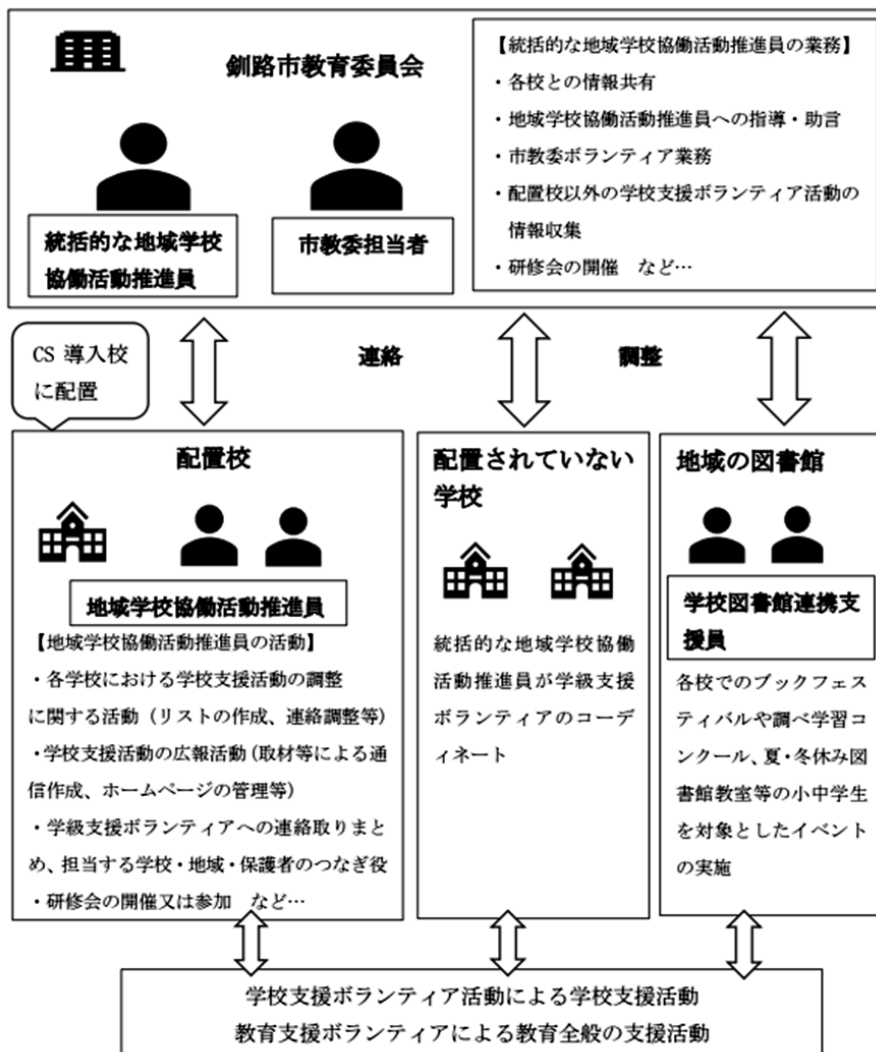 釧路市教育委員会
統括的な地域学校
協働活動推進員
市教委担当者
【統括的な地域学校協働活動推進員の業務】
・各校との情報共有
・地域学校協働活動推進員への指導・助言
・市教委ボランティア業務
・配置校以外の学校支援ボランティア活動の
情報収集
・研修会の開催　など…
CS 導入校
に配置
連絡
調整
配置校
地域学校協働活動推進員
【地域学校協働活動推進員の活動】
・各学校における学校支援活動の調整
に関する活動（リストの作成、連絡調整等）
・学校支援活動の広報活動（取材等による通
信作成、ホームページの管理等）
・学級支援ボランティアへの連絡取りまと
め、担当する学校・地域・保護者のつなぎ役
・研修会の開催又は参加　など…
配置されていない
学校
統括的な地域学校協働
活動推進員が学級支援
ボランティアのコーデ
ィネート
地域の図書館
学校図書館連携支
援員
各校でのブックフェス
ティバルや調べ学習コ
ンクール、夏・冬休み図
書館教室等の小中学生
を対象としたイベント
の実施
学校支援ボランティア活動による学校支援活動
教育支援ボランティアによる教育全般の支援活動